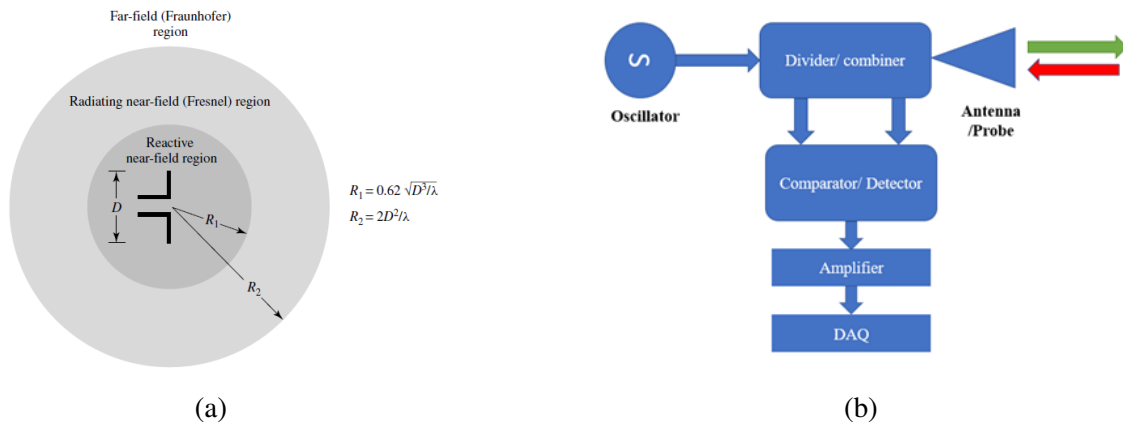 Far-field (Fraunhofer)
region
Radiating near-field (Fresnel) region
Reactive
near-field region
D
R₁
R₂
R₁ = 0.62 √D³/λ
R₂ = 2D²/λ
(a)
S
Oscillator
Divider/ combiner
Antenna
/Probe
Comparator/ Detector
Amplifier
DAQ
(b)